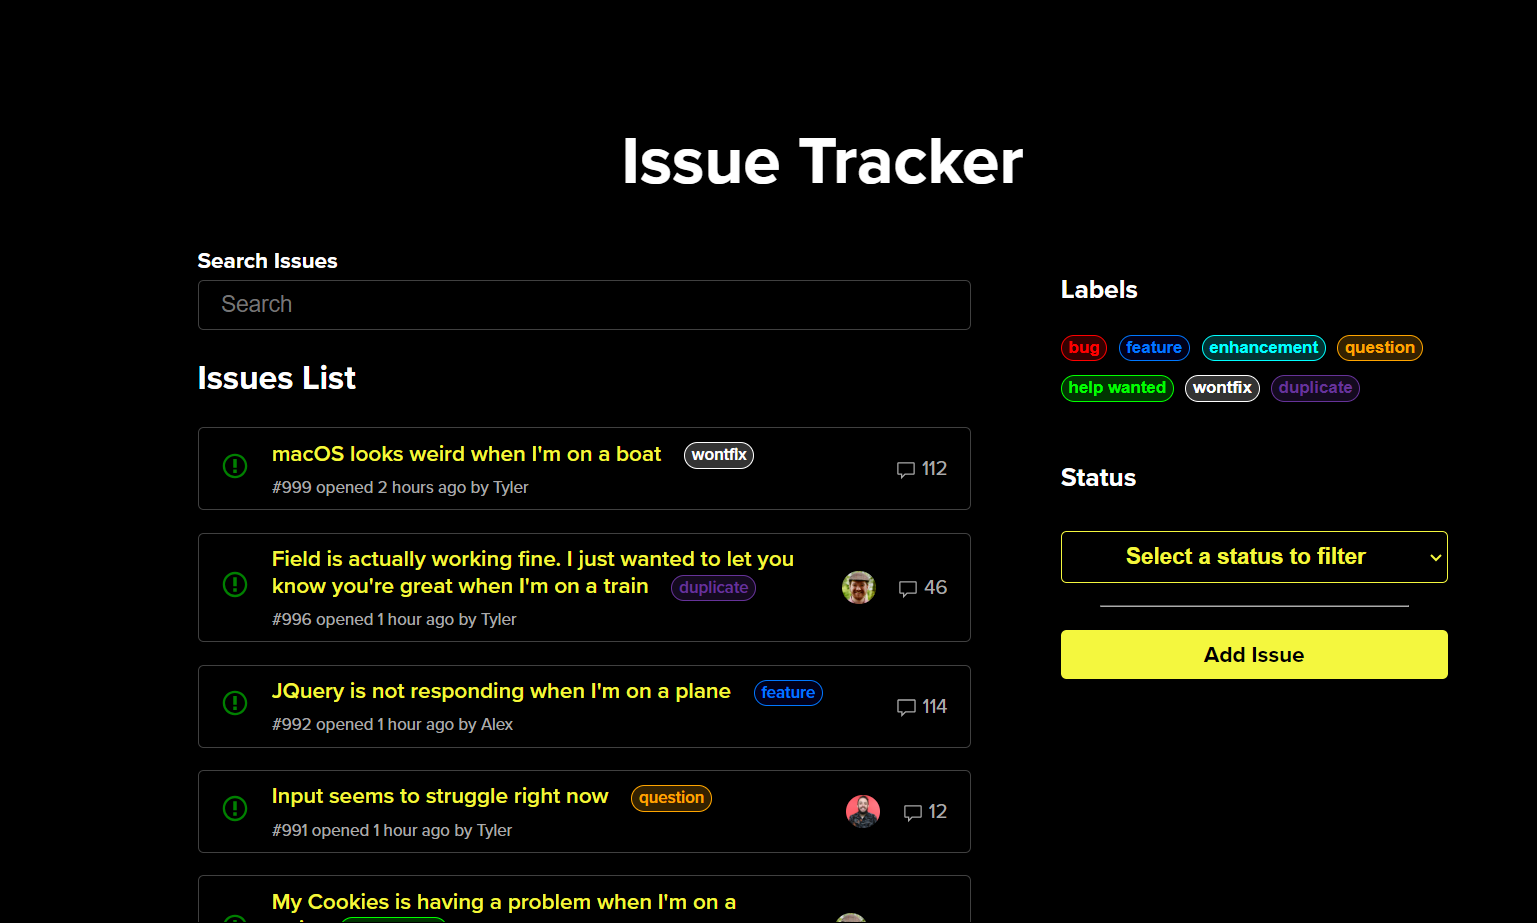 Issue Tracker
Search Issues
Search
Issues List
macOS looks weird when I'm on a boat wontfix
#999 opened 2 hours ago by Tyler
112
Field is actually working fine. I just wanted to let you
know you're great when I'm on a train duplicate
#996 opened 1 hour ago by Tyler
46
JQuery is not responding when I'm on a plane feature
#992 opened 1 hour ago by Alex
114
Input seems to struggle right now question
#991 opened 1 hour ago by Tyler
12
My Cookies is having a problem when I'm on a
Labels
bug feature enhancement question
help wanted wontfix duplicate
Status
Select a status to filter
Add Issue